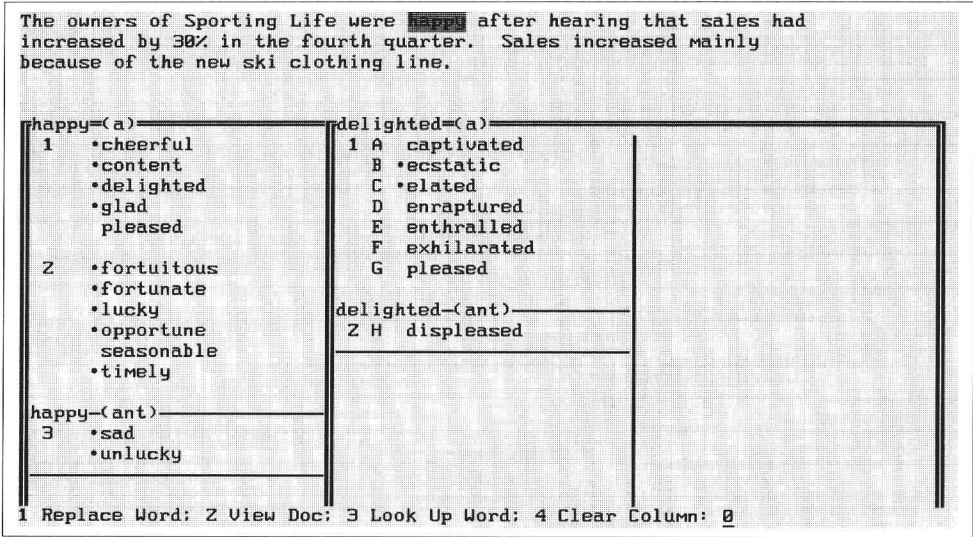 The owners of Sporting Life were happy after hearing that sales had
increased by 30% in the fourth quarter.  Sales increased mainly
because of the new ski clothing line.
happy=(a)
1 •cheerful
•content
•delighted
•glad
pleased
2 •fortuitous
•fortunate
•lucky
•opportune
seasonable
•timely
happy-(ant)
3 •sad
•unlucky
delighted=(a)
1 A captivated
B •ecstatic
C •elated
D enraptured
E enthralled
F exhilarated
G pleased
delighted-(ant)
2 H displeased
1 Replace Word; 2 View Doc; 3 Look Up Word; 4 Clear Column: 0